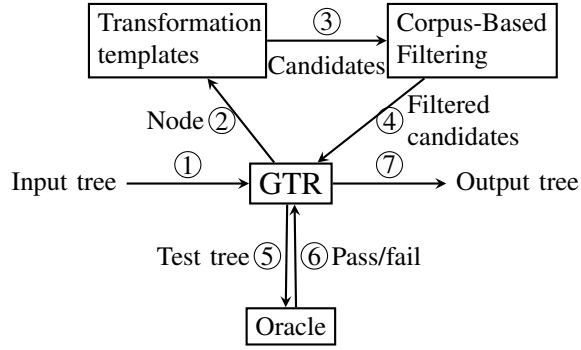 Transformation
templates
③
Candidates
Corpus-Based
Filtering
Node ②
④ Filtered
candidates
①
Input tree
GTR
⑦
Output tree
Test tree ⑤
⑥ Pass/fail
Oracle